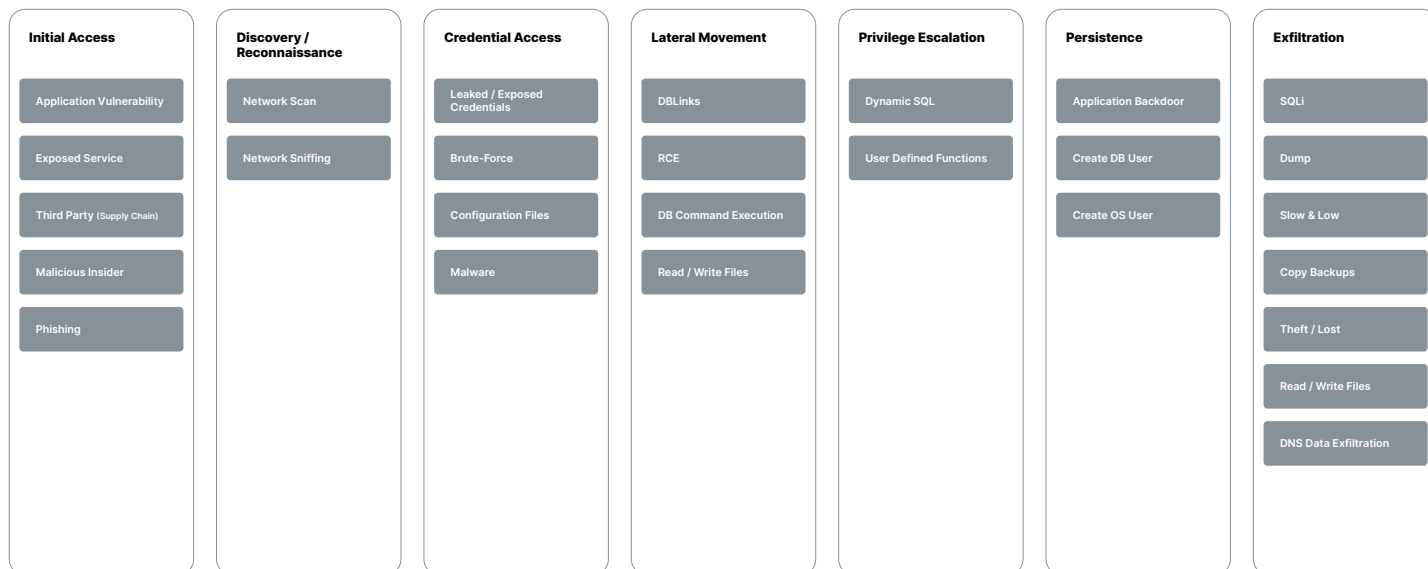 Initial Access
Application Vulnerability
Exposed Service
Third Party (Supply Chain)
Malicious Insider
Phishing
Discovery /
Reconnaissance
Network Scan
Network Sniffing
Credential Access
Leaked / Exposed
Credentials
Brute-Force
Configuration Files
Malware
Lateral Movement
DBLinks
RCE
DB Command Execution
Read / Write Files
Privilege Escalation
Dynamic SQL
User Defined Functions
Persistence
Application Backdoor
Create DB User
Create OS User
Exfiltration
SQLi
Dump
Slow & Low
Copy Backups
Theft / Lost
Read / Write Files
DNS Data Exfiltration